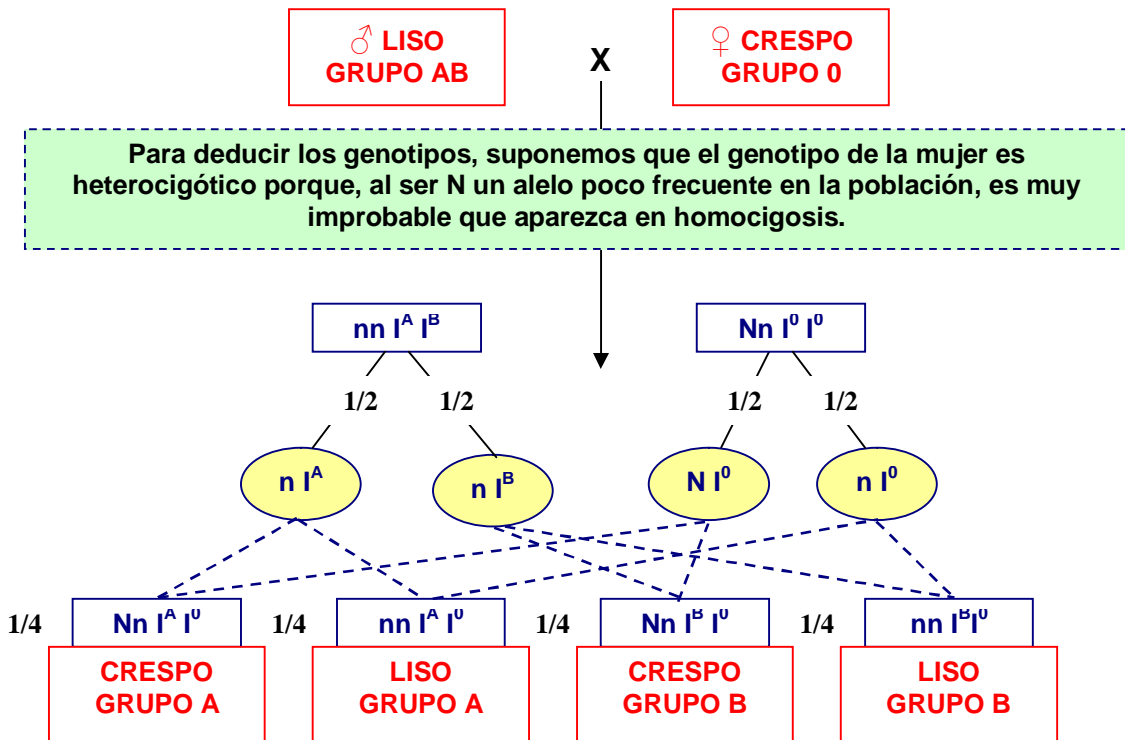 ♂ LISO
GRUPO AB
X
♀ CRESPO
GRUPO 0
Para deducir los genotipos, suponemos que el genotipo de la mujer es
heterocigótico porque, al ser N un alelo poco frecuente en la población, es muy
improbable que aparezca en homocigosis.
nn I^A I^B
Nn I^0 I^0
1/2
1/2
1/2
1/2
n I^A
n I^B
N I^0
n I^0
1/4
Nn I^A I^0
1/4
nn I^A I^0
1/4
Nn I^B I^0
1/4
nn I^B I^0
CRESPO
GRUPO A
LISO
GRUPO A
CRESPO
GRUPO B
LISO
GRUPO B